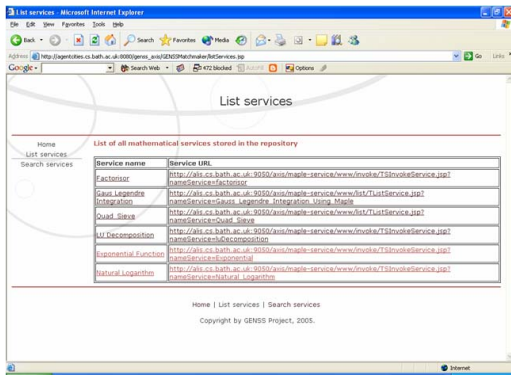 List services - Microsoft Internet Explorer
File Edit View Favorites Tools Help
Back Search Favorites Media
Address http://agentcities.cs.bath.ac.uk:8080/genss_axis/GENSSMatchmaker/listServices.jsp Go Links
Google Search Web 472 blocked AutoFill Options
List services
Home
List services
Search services
List of all mathematical services stored in the repository
Service name Service URL
Factorisor http://alis.cs.bath.ac.uk:9050/axis/maple-service/www/invoke/TSInvokeService.jsp?
nameService=factorisor
Gaus Legendre Integration http://alis.cs.bath.ac.uk:9050/axis/maple-service/www/list/TListService.jsp?
nameService=Gauss_Legendre_Integration_Using_Maple
Quad_Sieve http://alis.cs.bath.ac.uk:9050/axis/maple-service/www/invoke/TSInvokeService.jsp?
nameService=Quad_Sieve
LU Decomposition http://alis.cs.bath.ac.uk:9050/axis/maple-service/www/invoke/TSInvokeService.jsp?
nameService=luDecomposition
Exponential Function http://alis.cs.bath.ac.uk:9050/axis/maple-service/www/invoke/TSInvokeService.jsp?
nameService=Exponential
Natural Logarithm http://alis.cs.bath.ac.uk:9050/axis/maple-service/www/invoke/TSInvokeService.jsp?
nameService=Natural_Logarithm
Home | List services | Search services
Copyright by GENSS Project, 2005.
Internet